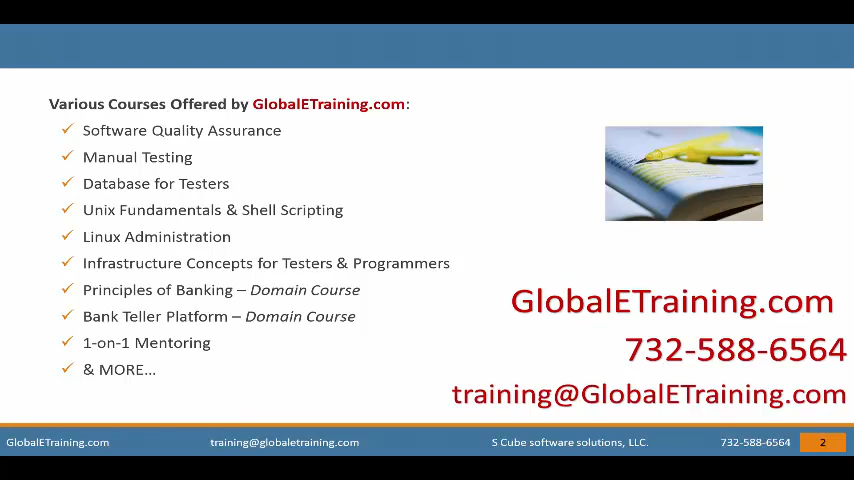 Various Courses Offered by GlobalETraining.com:
Software Quality Assurance
Manual Testing
Database for Testers
Unix Fundamentals & Shell Scripting
Linux Administration
Infrastructure Concepts for Testers & Programmers
Principles of Banking – Domain Course
Bank Teller Platform – Domain Course
1-on-1 Mentoring
& MORE...
GlobalETraining.com
732-588-6564
training@GlobalETraining.com
GlobalETraining.com training@globaletraining.com S Cube software solutions, LLC. 732-588-6564 2